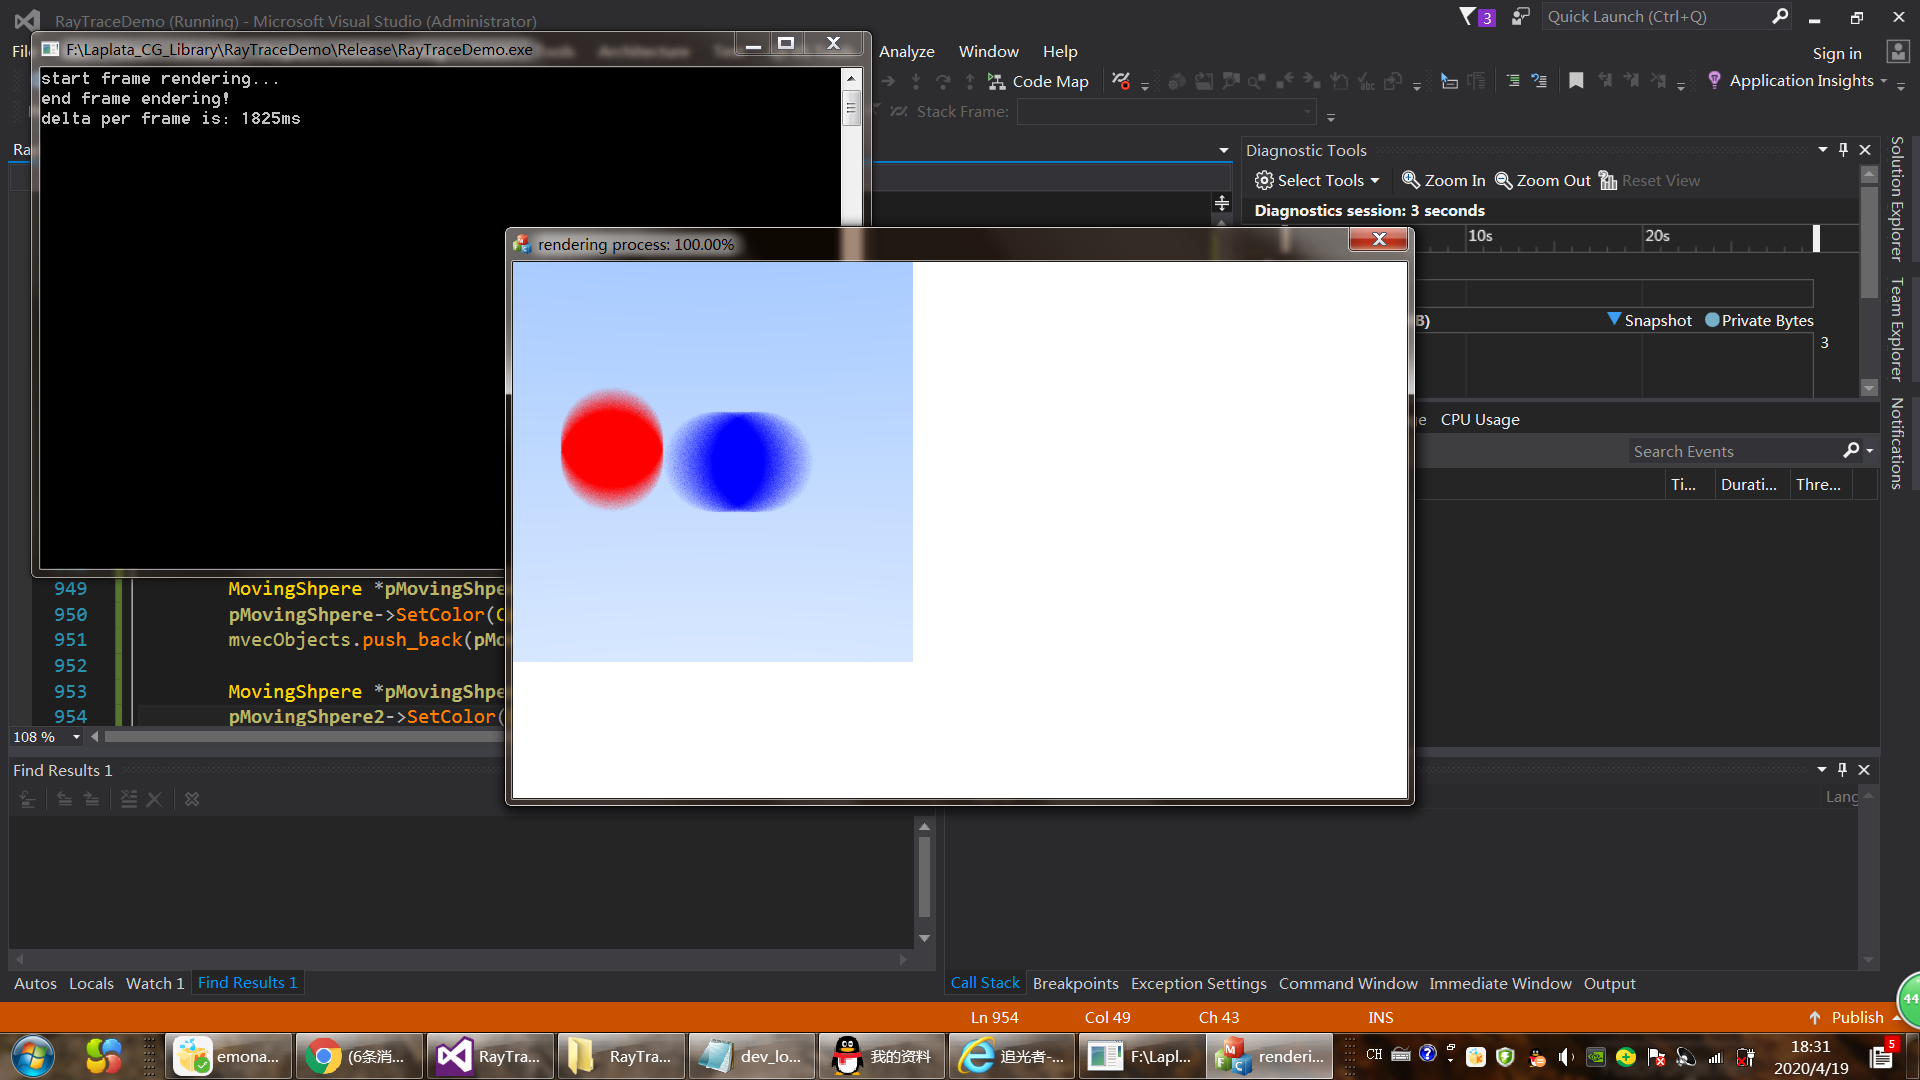 RayTraceDemo (Running) - Microsoft Visual Studio (Administrator)
3
Quick Launch (Ctrl+Q)
Analyze Window Help
Sign in
F:\Laplata_CG_Library\RayTraceDemo\Release\RayTraceDemo.exe
start frame rendering...
end frame endering!
delta per frame is: 1825ms
Code Map
Application Insights
Stack Frame:
Diagnostic Tools
Select Tools
Zoom In
Zoom Out
Reset View
Diagnostics session: 3 seconds
10s
20s
Snapshot
Private Bytes
3
CPU Usage
Search Events
Ti...
Durati...
Thre...
Solution Explorer
Team Explorer
Notifications
rendering process: 100.00%
949 MovingShpere *pMovingShpe
950 pMovingShpere->SetColor(
951 mvecObjects.push_back(pMo
952
953 MovingShpere *pMovingShpe
954 pMovingShpere2->SetColor(
108 %
Find Results 1
Lang
Autos Locals Watch 1 Find Results 1
Call Stack Breakpoints Exception Settings Command Window Immediate Window Output
Ln 954
Col 49
Ch 43
INS
Publish
44
emona...
(6条消...
RayTra...
RayTra...
dev_lo...
我的资料
追光者-...
F:\Lapl...
renderi...
CH
18:31
2020/4/19
5